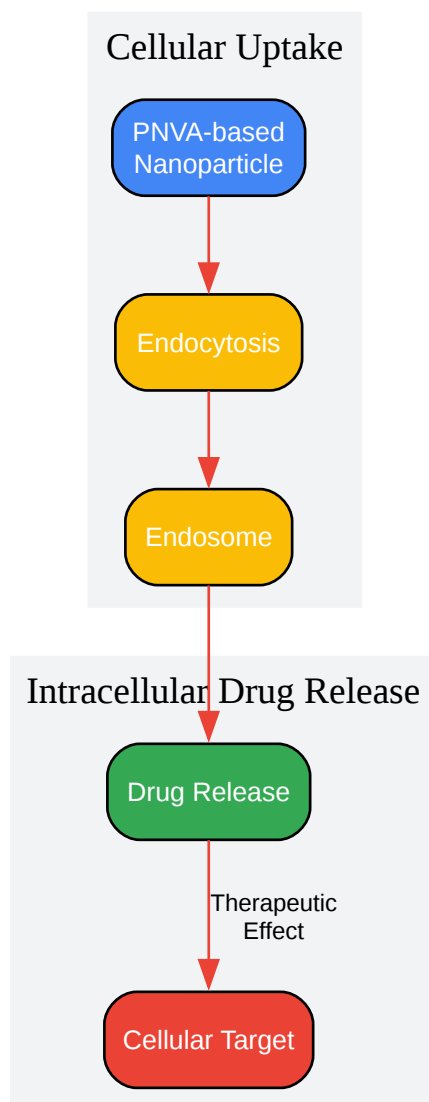 Cellular Uptake
PNVA-based
Nanoparticle
Endocytosis
Endosome
Intracellular Drug Release
Drug Release
Therapeutic
Effect
Cellular Target